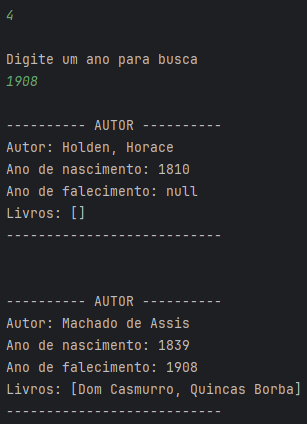 4
Digite um ano para busca
1908
---------- AUTOR ----------
Autor: Holden, Horace
Ano de nascimento: 1810
Ano de falecimento: null
Livros: []
---------------------------
---------- AUTOR ----------
Autor: Machado de Assis
Ano de nascimento: 1839
Ano de falecimento: 1908
Livros: [Dom Casmurro, Quincas Borba]
---------------------------